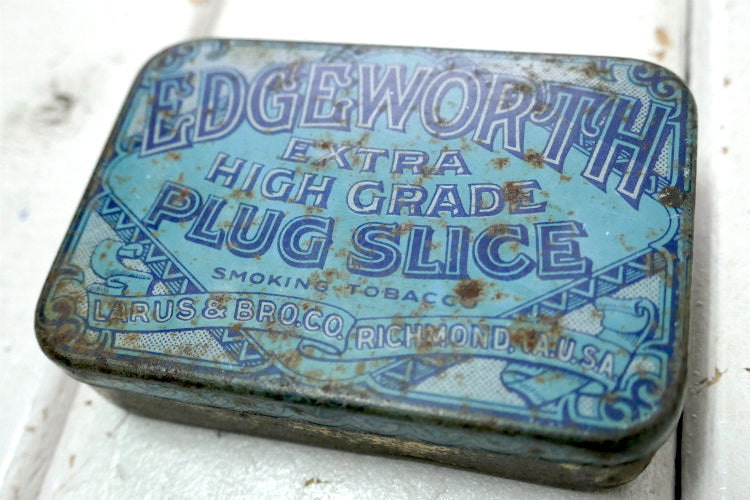 EDGEWORTH
EXTRA
HIGH GRADE
PLUG SLICE
SMOKING TOBACCO
LARUS & BRO. CO. RICHMOND, VA. U.S.A.